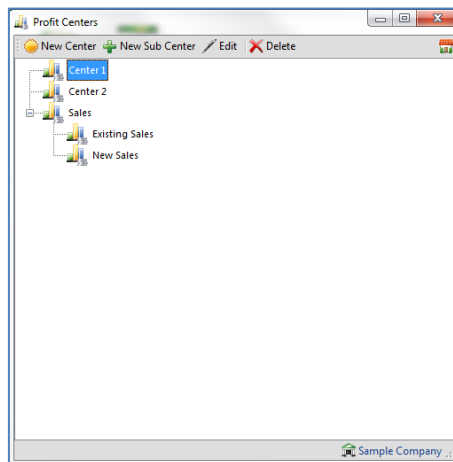 Profit Centers
New Center New Sub Center Edit Delete
Center 1
Center 2
Sales
Existing Sales
New Sales
Sample Company